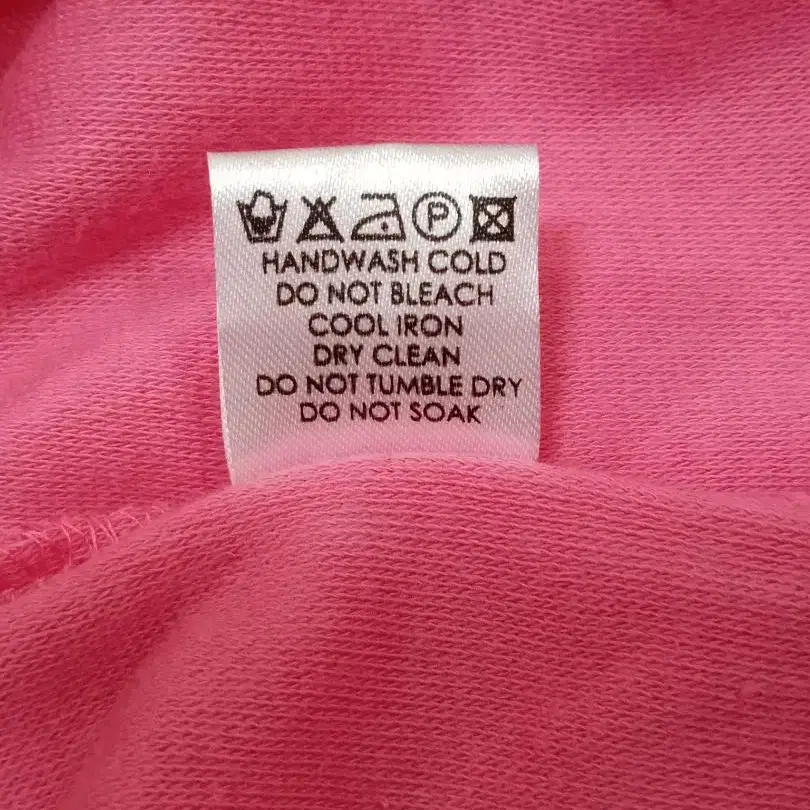 P
HANDWASH COLD
DO NOT BLEACH
COOL IRON
DRY CLEAN
DO NOT TUMBLE DRY
DO NOT SOAK